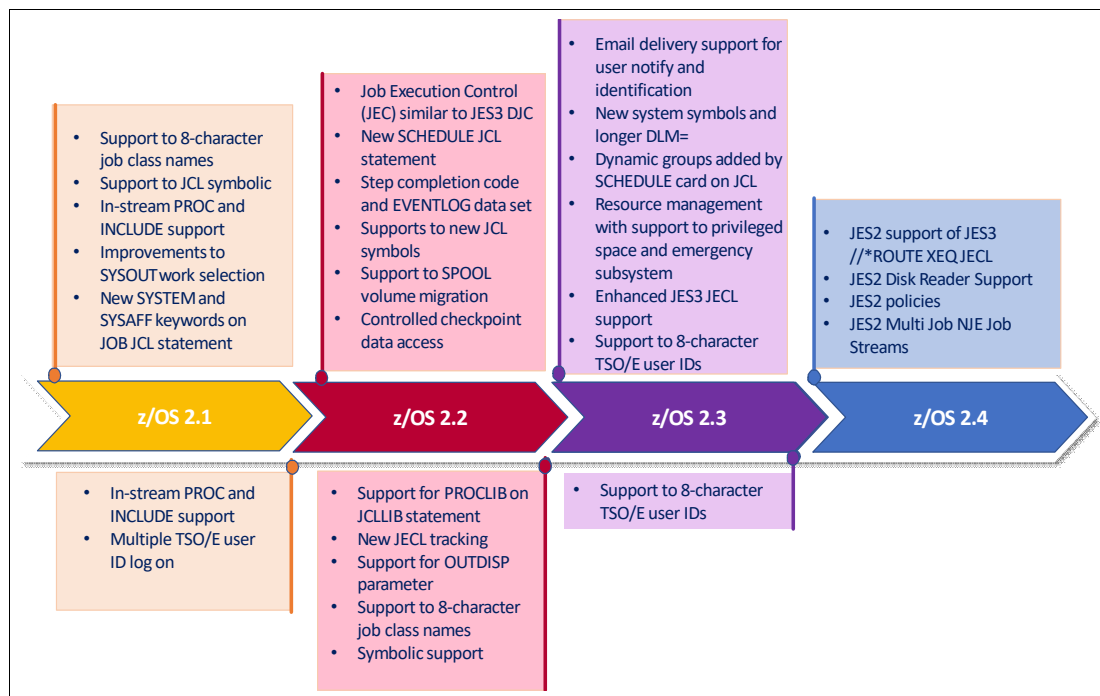 • Support to 8-character
job class names
• Support to JCL symbolic
• In-stream PROC and
INCLUDE support
• Improvements to
SYSOUT work selection
• New SYSTEM and
SYSAFF keywords on
JOB JCL statement
• Job Execution Control
(JEC) similar to JES3 DJC
• New SCHEDULE JCL
statement
• Step completion code
and EVENTLOG data set
• Supports to new JCL
symbols
• Support to SPOOL
volume migration
• Controlled checkpoint
data access
• Email delivery support for
user notify and
identification
• New system symbols and
longer DLM=
• Dynamic groups added by
SCHEDULE card on JCL
• Resource management
with support to privileged
space and emergency
subsystem
• Enhanced JES3 JECL
support
• Support to 8-character
TSO/E user IDs
• JES2 support of JES3
//*ROUTE XEQ JECL
• JES2 Disk Reader Support
• JES2 policies
• JES2 Multi Job NJE Job
Streams
z/OS 2.1
z/OS 2.2
z/OS 2.3
z/OS 2.4
• In-stream PROC and
INCLUDE support
• Multiple TSO/E user
ID log on
• Support for PROCLIB on
JCLLIB statement
• New JECL tracking
• Support for OUTDISP
parameter
• Support to 8-character
job class names
• Symbolic support
• Support to 8-character
TSO/E user IDs